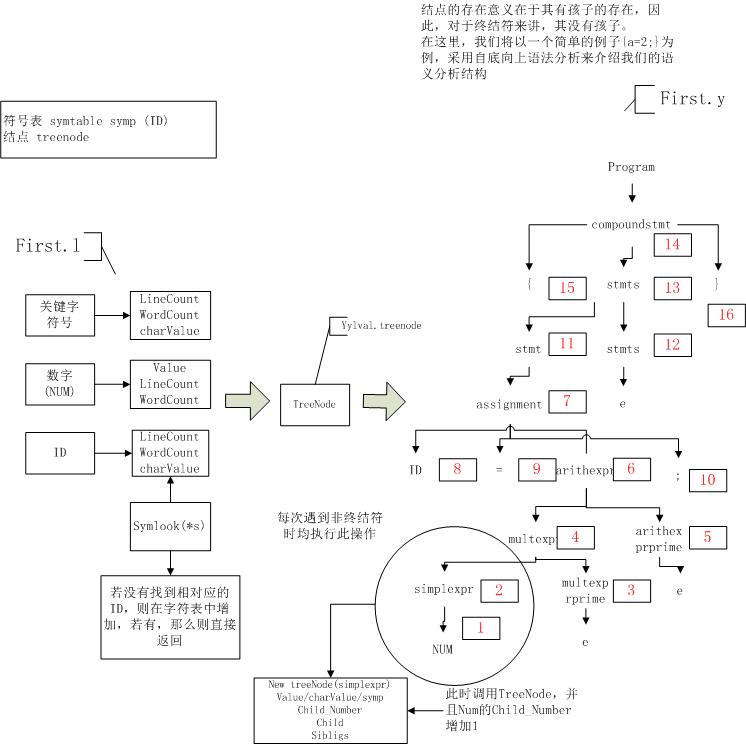 结点的存在意义在于其有孩子的存在，因
此，对于终结符来讲，其没有孩子。
在这里，我们将以一个简单的例子{a=2;}为
例，采用自底向上语法分析来介绍我们的语
义分析结构
First.y
符号表 symtable symp (ID)
结点 treenode
Program
compoundstmt
14
First.l
{
15
stmts
13
}
16
关键字
符号
LineCount
WordCount
charValue
Yylval.treenode
stmt
11
stmts
12
数字
(NUM)
Value
LineCount
WordCount
TreeNode
assignment
7
e
ID
LineCount
WordCount
charValue
ID
8
=
9
arithexpr
6
;
10
Symlook(*s)
每次遇到非终结符
时均执行此操作
multexp
4
arithex
prprime
5
若没有找到相对应的
ID，则在字符表中增
加，若有，那么则直接
返回
simplexpr
2
multexp
rprime
3
e
NUM
1
e
New treeNode(simplexpr)
Value/charValue/symp
Child_Number
Child
Sibligs
此时调用TreeNode，并
且Num的Child_Number
增加1